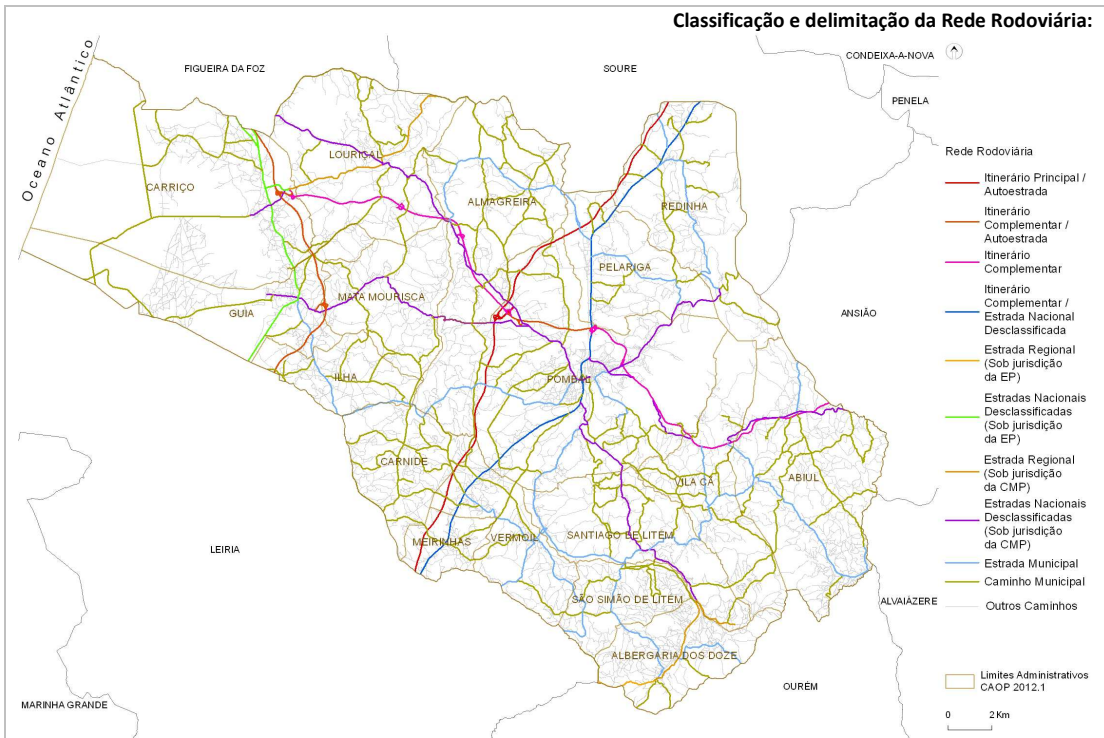 Classificação e delimitação da Rede Rodoviária:
CONDEIXA-A-NOVA
FIGUEIRA DA FOZ
SOURE
PENELA
Oceano Atlântico
LOURIÇAL
CARRIÇO
ALMAGREIRA
REDINHA
PELARIGA
MATA MOURISCA
GUIA
ANSIÃO
ILHA
POMBAL
CARNIDE
VILA CÃ
ABIUL
MEIRINHAS
VERMOIL
SANTIAGO DE LITÉM
LEIRIA
SÃO SIMÃO DE LITÉM
ALVAIÁZERE
ALBERGARIA DOS DOZE
OURÉM
MARINHA GRANDE
Rede Rodoviária
Itinerário Principal /
Autoestrada
Itinerário
Complementar /
Autoestrada
Itinerário
Complementar
Itinerário
Complementar /
Estrada Nacional
Desclassificada
Estrada Regional
(Sob jurisdição
da EP)
Estradas Nacionais
Desclassificadas
(Sob jurisdição
da EP)
Estrada Regional
(Sob jurisdição
da CMP)
Estradas Nacionais
Desclassificadas
(Sob jurisdição
da CMP)
Estrada Municipal
Caminho Municipal
Outros Caminhos
Limites Administrativos
CAOP 2012.1
0 2 Km